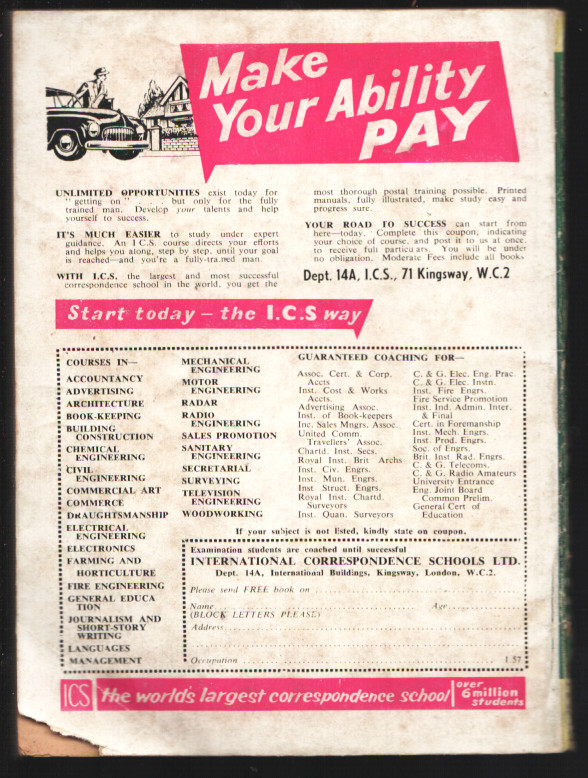 Make
Your Ability
PAY
UNLIMITED OPPORTUNITIES exist today for
"getting on" . . . . but only for the fully
trained man. Develop your talents and help
yourself to success.
IT'S MUCH EASIER to study under expert
guidance. An I C.S. course directs your efforts
and helps you along, step by step, until your goal
is reached—and you're a fully-trained man.
WITH I.C.S. the largest and most successful
correspondence school in the world, you get the
most thorough postal training possible. Printed
manuals, fully illustrated, make study easy and
progress sure.
YOUR ROAD TO SUCCESS can start from
here—today. Complete this coupon, indicating
your choice of course, and post it to us at once.
to receive full particulars. You will be under
no obligation. Moderate Fees include all books
Dept. 14A, I.C.S., 71 Kingsway, W.C.2
Start today – the I.C.S way
COURSES IN—
ACCOUNTANCY
ADVERTISING
ARCHITECTURE
BOOK-KEEPING
BUILDING
CONSTRUCTION
CHEMICAL
ENGINEERING
CIVIL
ENGINEERING
COMMERCIAL ART
COMMERCE
DRAUGHTSMANSHIP
ELECTRICAL
ENGINEERING
ELECTRONICS
FARMING AND
HORTICULTURE
FIRE ENGINEERING
GENERAL EDUCA
TION
JOURNALISM AND
SHORT-STORY
WRITING
LANGUAGES
MANAGEMENT
MECHANICAL
ENGINEERING
MOTOR
ENGINEERING
RADAR
RADIO
ENGINEERING
SALES PROMOTION
SANITARY
ENGINEERING
SECRETARIAL
SURVEYING
TELEVISION
ENGINEERING
WOODWORKING
GUARANTEED COACHING FOR—
Assoc. Cert. & Corp.
Accts
Inst. Cost & Works
Accts.
Advertising Assoc.
Inst. of Book-keepers
Inc. Sales Mngrs. Assoc.
United Comm.
Travellers' Assoc.
Chartd. Inst. Secs.
Royal Inst. Brit Archs
Inst. Civ. Engrs.
Inst. Mun. Engrs.
Inst Struct. Engrs.
Royal Inst. Chartd.
Surveyors
Inst. Quan. Surveyors
C. & G. Elec. Eng. Prac.
C. & G. Elec. Instn.
Inst. Fire Engrs.
Fire Service Promotion
Inst. Ind. Admin. Inter.
& Final
Cert. in Foremanship
Inst. Mech. Engrs.
Inst. Prod. Engrs.
Soc. of Engrs.
Brit. Inst Rad. Engrs.
C. & G. Telecoms.
C. & G. Radio Amateurs
University Entrance
Eng. Joint Board
Common Prelim.
General Cert. of
Education
If your subject is not listed, kindly state on coupon.
Examination students are coached until successful
INTERNATIONAL CORRESPONDENCE SCHOOLS LTD.
Dept. 14A, International Buildings, Kingsway, London, W.C.2.
Please send FREE book on
Name Age
(BLOCK LETTERS PLEASE)
Address
Occupation 1 57
ICS the world's largest correspondence school over
6 million
students